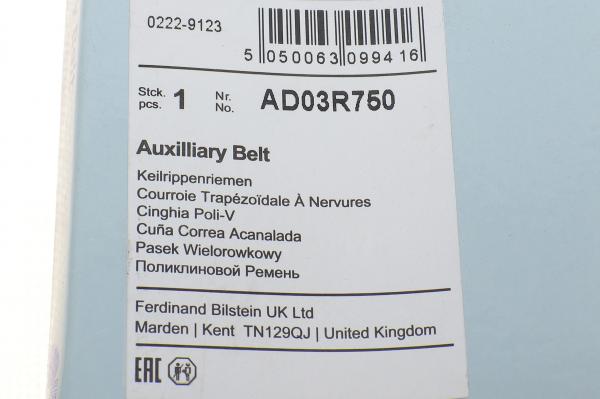 0222-9123
5 050063 099416
Stck. pcs. 1 Nr. No. AD03R750
Auxilliary Belt
Keilrippenriemen
Courroie Trapézoïdale À Nervures
Cinghia Poli-V
Cuña Correa Acanalada
Pasek Wielorowkowy
Поликлиновой Ремень
Ferdinand Bilstein UK Ltd
Marden | Kent TN129QJ | United Kingdom
EAC